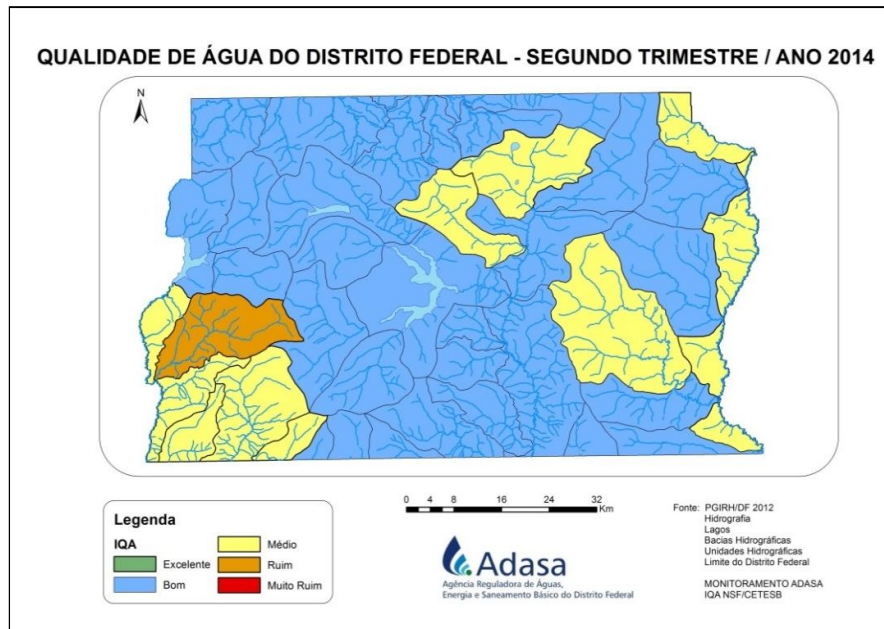 QUALIDADE DE ÁGUA DO DISTRITO FEDERAL - SEGUNDO TRIMESTRE / ANO 2014
N
0 4 8 16 24 32
Km
Legenda
IQA
Excelente
Bom
Médio
Ruim
Muito Ruim
Adasa
Agência Reguladora de Águas,
Energia e Saneamento Básico do Distrito Federal
Fonte: PGIRH/DF 2012
Hidrografia
Lagos
Bacias Hidrográficas
Unidades Hidrográficas
Limite do Distrito Federal
MONITORAMENTO ADASA
IQA NSF/CETESB